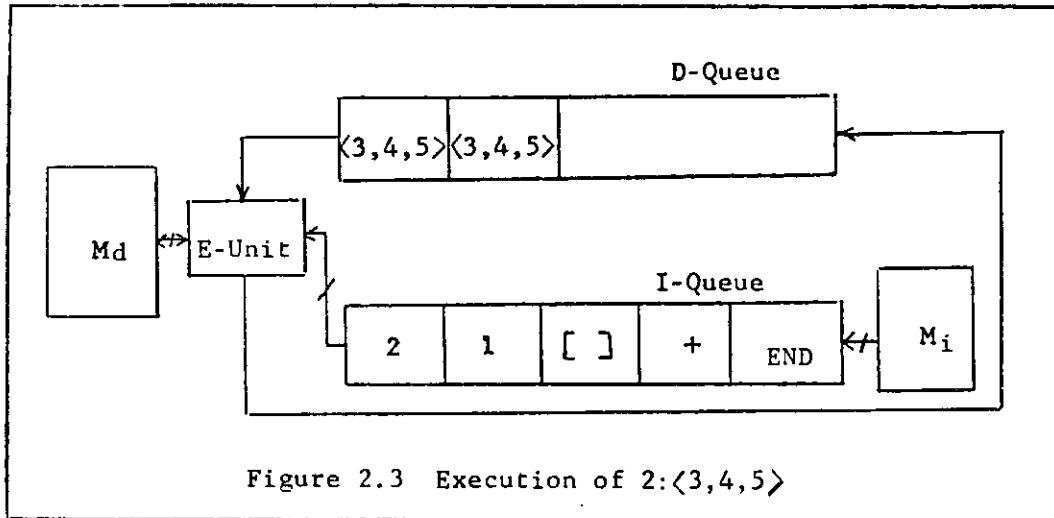 D-Queue
⟨3,4,5⟩ ⟨3,4,5⟩
Md
E-Unit
I-Queue
2 1 [ ] + END
Mi
Figure 2.3 Execution of 2:⟨3,4,5⟩